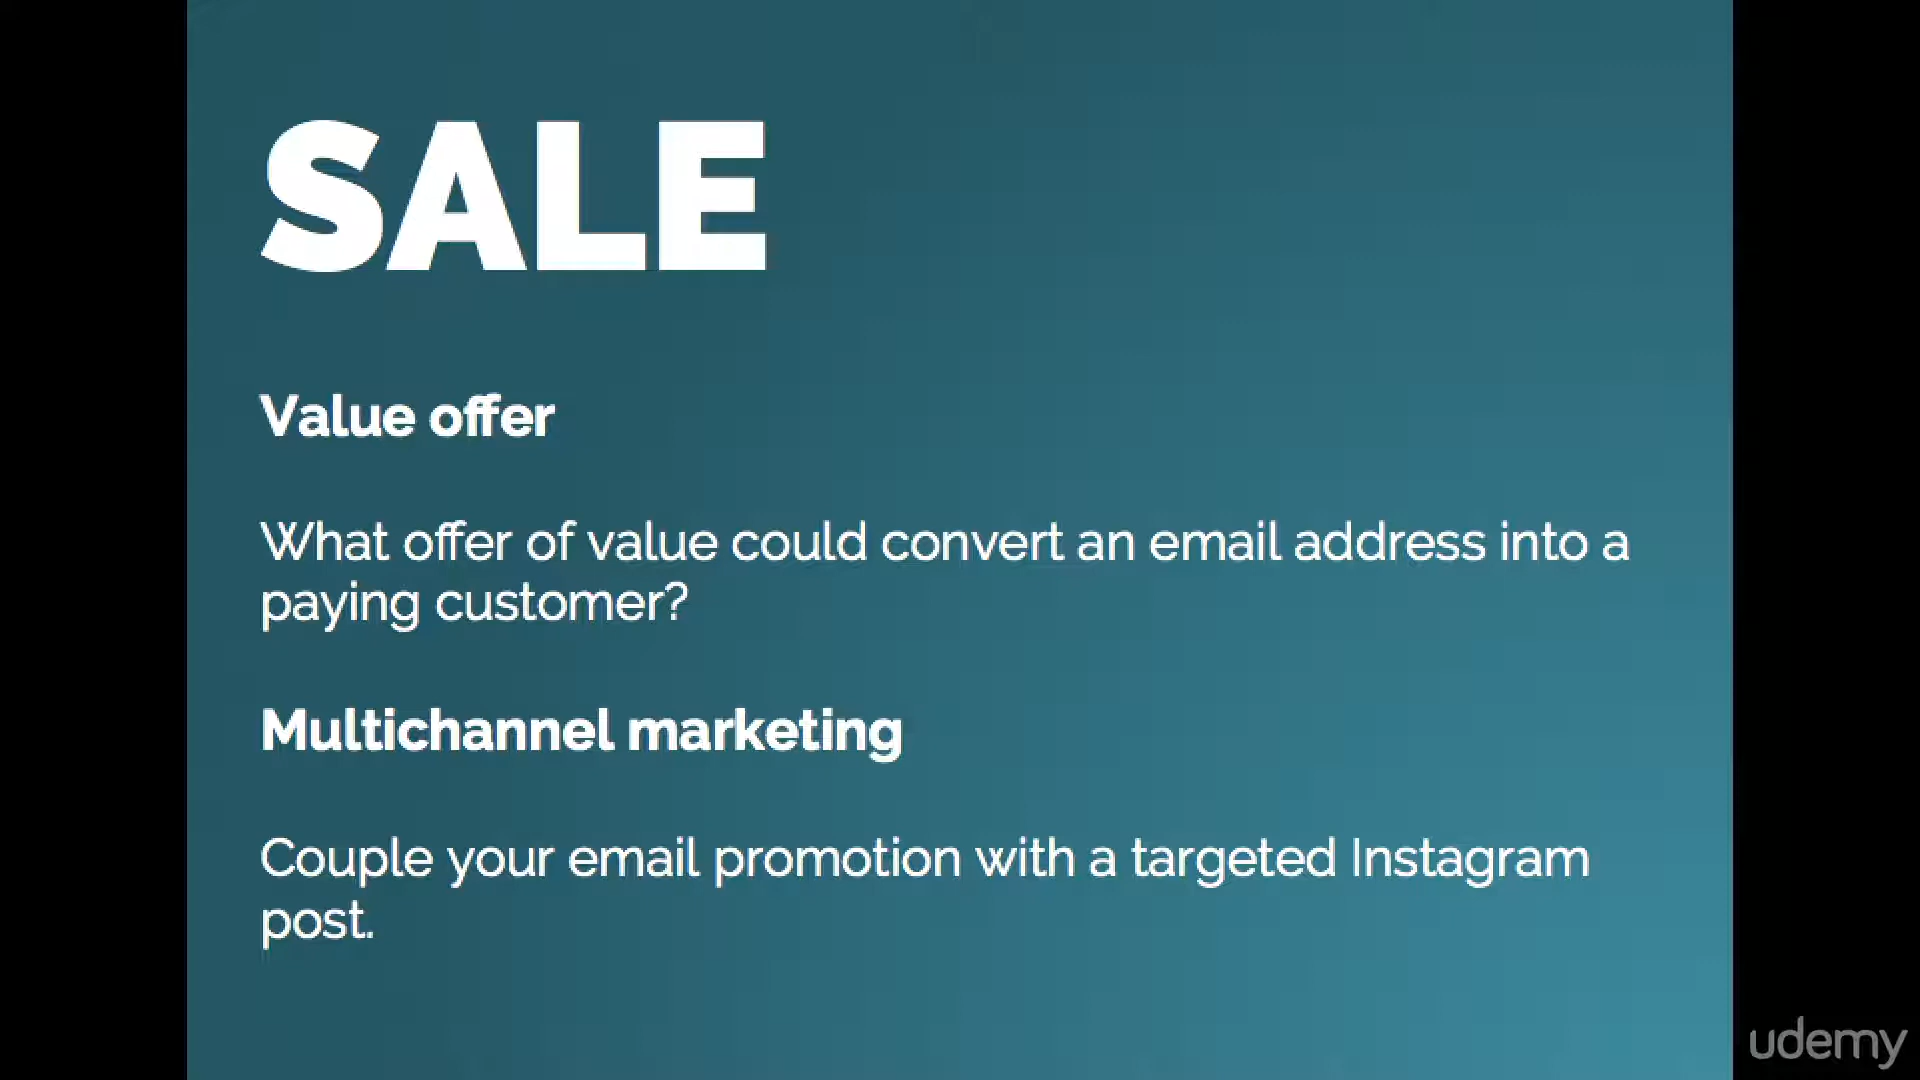 SALE
Value offer
What offer of value could convert an email address into a
paying customer?
Multichannel marketing
Couple your email promotion with a targeted Instagram
post.
udemy